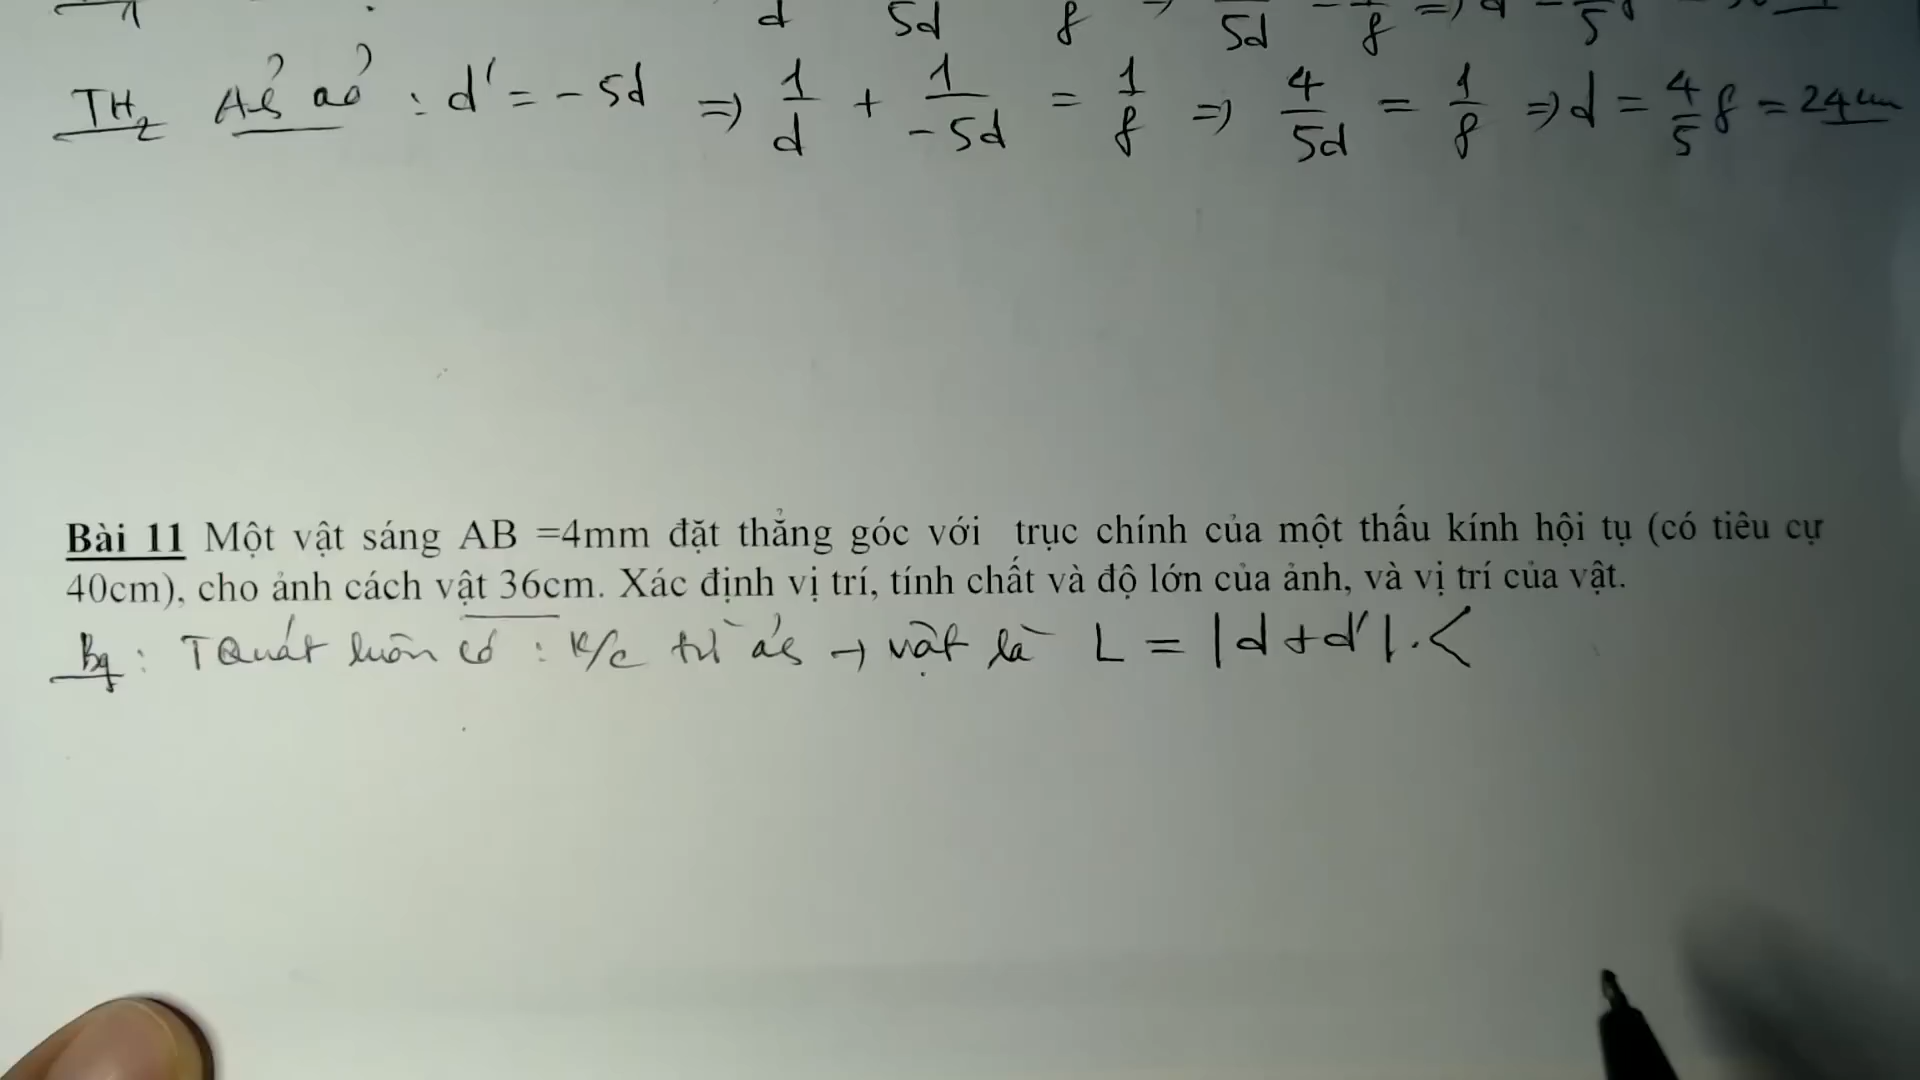 TH₂ Ảs ảo : d' = - 5d => 1/d + 1/-5d = 1/f => 4/5d = 1/f => d = 4/5 f = 24cm
Bài 11 Một vật sáng AB =4mm đặt thẳng góc với trục chính của một thấu kính hội tụ (có tiêu cự
40cm), cho ảnh cách vật 36cm. Xác định vị trí, tính chất và độ lớn của ảnh, và vị trí của vật.
Bg : TQuát luôn có : K/c từ ảs → vật là L = |d + d'| . <